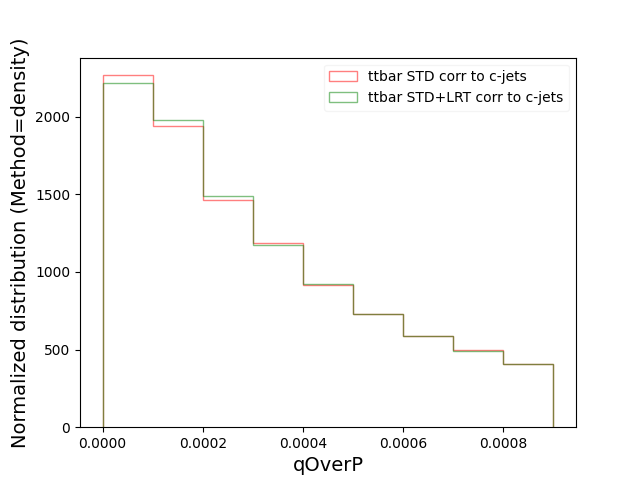 ttbar STD corr to c-jets
ttbar STD+LRT corr to c-jets
Normalized distribution (Method=density)
2000
1500
1000
500
0
0.0000 0.0002 0.0004 0.0006 0.0008
qOverP